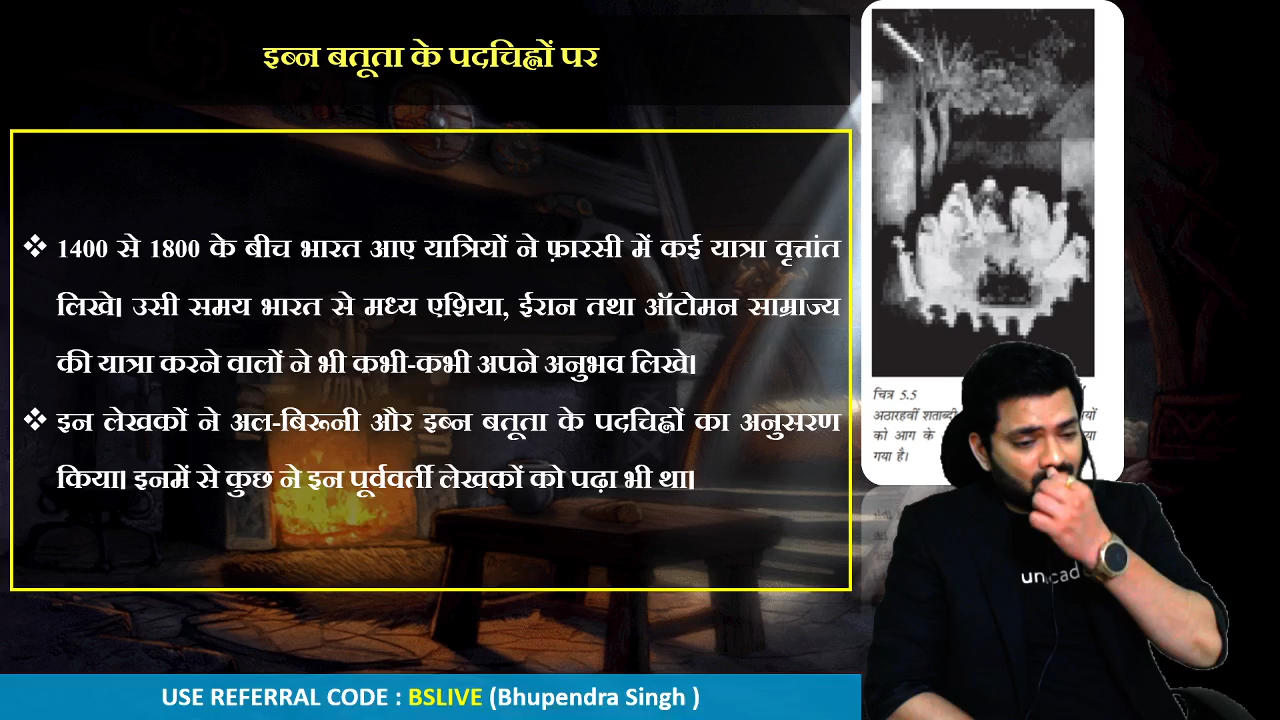 इब्न बतूता के पदचिह्नों पर
❖ 1400 से 1800 के बीच भारत आए यात्रियों ने फ़ारसी में कई यात्रा वृत्तांत
लिखे। उसी समय भारत से मध्य एशिया, ईरान तथा ऑटोमन साम्राज्य
की यात्रा करने वालों ने भी कभी-कभी अपने अनुभव लिखे।
❖ इन लेखकों ने अल-बिरूनी और इब्न बतूता के पदचिह्नों का अनुसरण
किया। इनमें से कुछ ने इन पूर्ववर्ती लेखकों को पढ़ा भी था।
चित्र 5.5
अठारहवीं
को आग के
गया है।
USE REFERRAL CODE : BSLIVE (Bhupendra Singh )